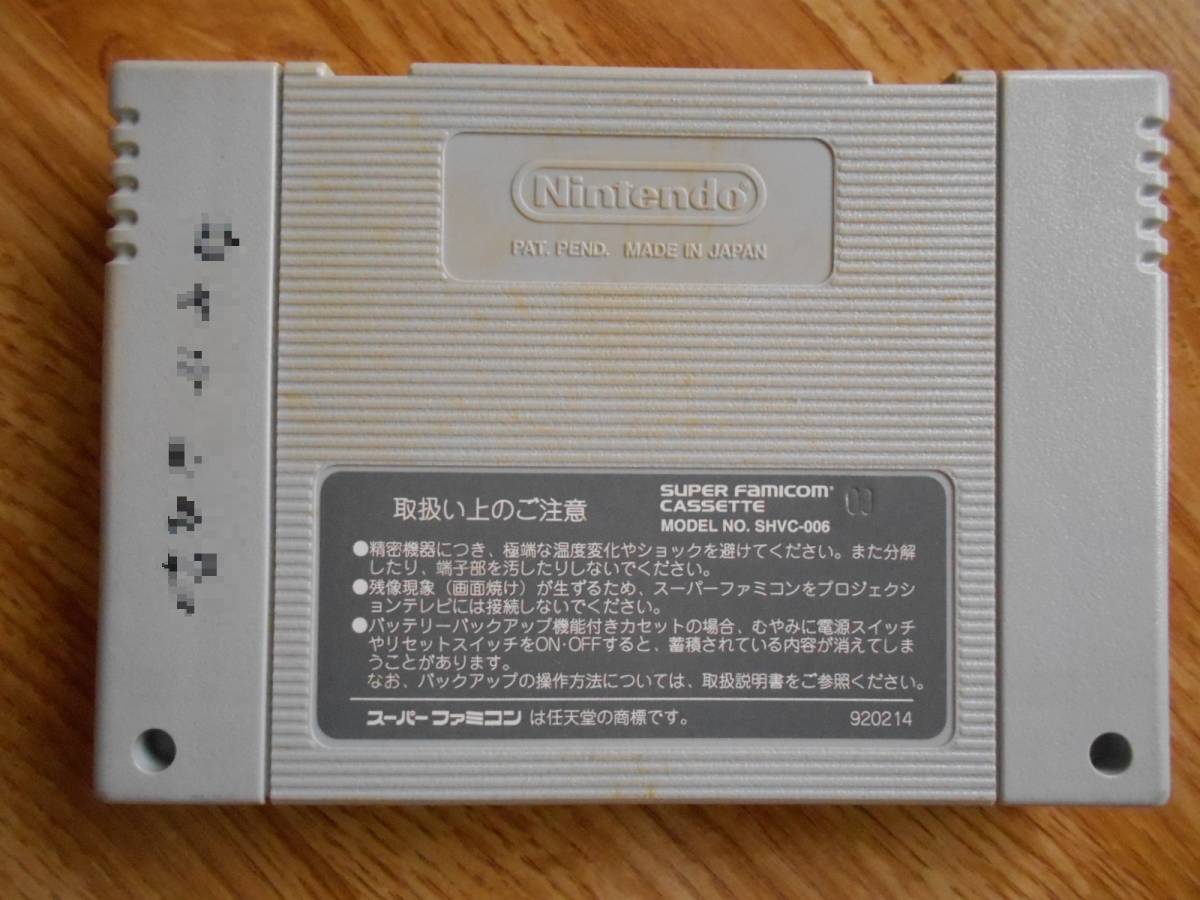 Nintendo®
PAT. PEND. MADE IN JAPAN
取扱い上のご注意
SUPER FAMICOM®
CASSETTE
MODEL NO. SHVC-006
●精密機器につき、極端な温度変化やショックを避けてください。また分解
したり、端子部を汚したりしないでください。
●残像現象（画面焼け）が生ずるため、スーパーファミコンをプロジェクシ
ョンテレビには接続しないでください。
●バッテリーバックアップ機能付きカセットの場合、むやみに電源スイッチ
やリセットスイッチをON・OFFすると、蓄積されている内容が消えてしま
うことがあります。
なお、バックアップの操作方法については、取扱説明書をご参照ください。
スーパーファミコン は任天堂の商標です。
920214